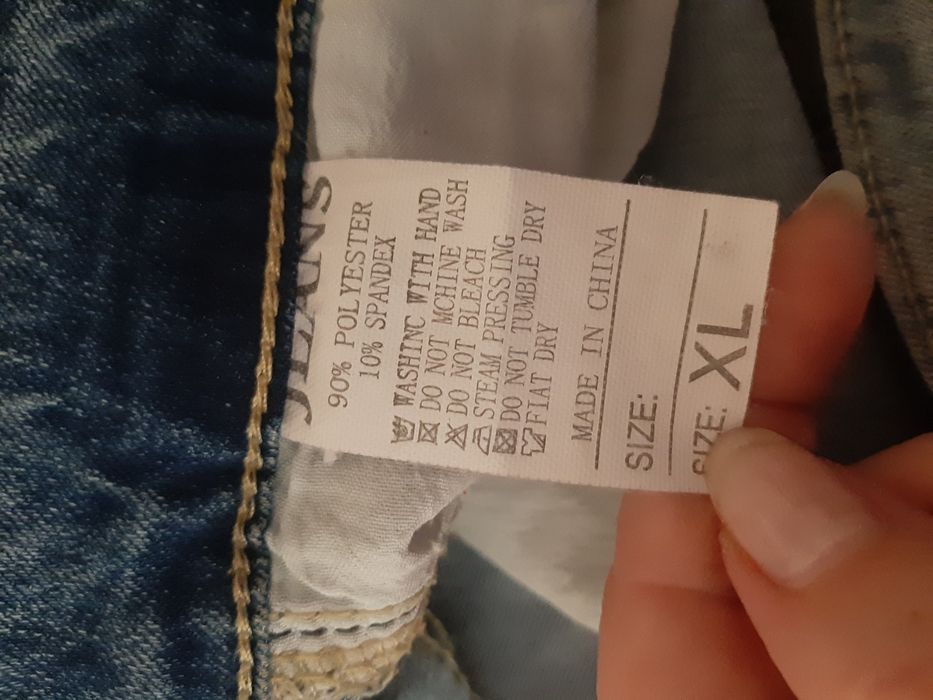 JEANS
90% POLYESTER
10% SPANDEX
WASHINC WITH HAND
DO NOT MCHINE WASH
DO NOT BLEACH
STEAM PRESSING
DO NOT TUMBLE DRY
FIAT DRY
MADE IN CHINA
SIZE:
SIZE: XL